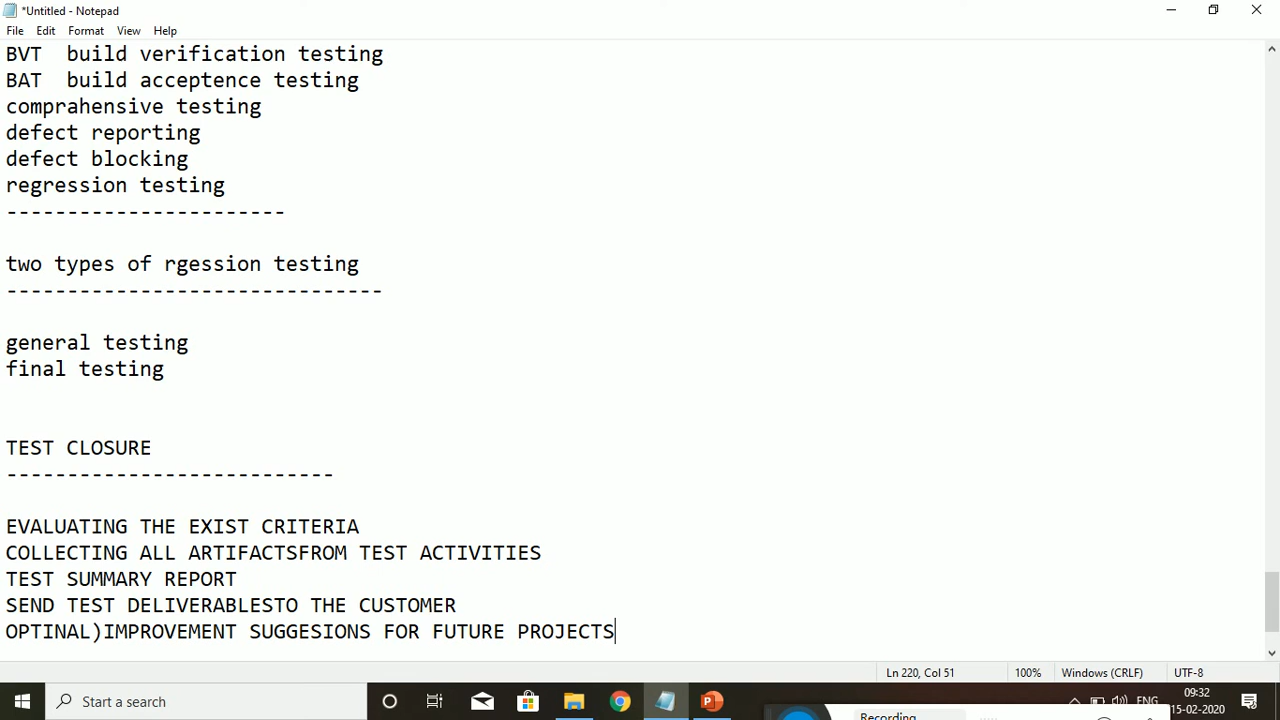 *Untitled - Notepad
File Edit Format View Help
BVT  build verification testing
BAT  build acceptence testing
comprahensive testing
defect reporting
defect blocking
regression testing
-----------------------
two types of rgession testing
-------------------------------
general testing
final testing
TEST CLOSURE
---------------------------
EVALUATING THE EXIST CRITERIA
COLLECTING ALL ARTIFACTSFROM TEST ACTIVITIES
TEST SUMMARY REPORT
SEND TEST DELIVERABLESTO THE CUSTOMER
OPTINAL)IMPROVEMENT SUGGESIONS FOR FUTURE PROJECTS
Ln 220, Col 51 100% Windows (CRLF) UTF-8
Start a search ENG 09:32
15-02-2020
Recording